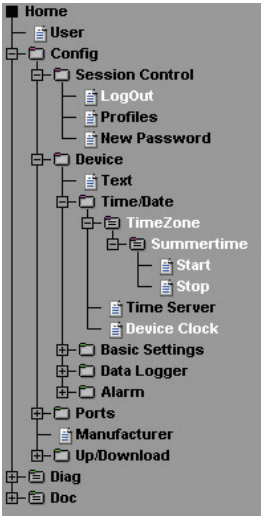 Home
User
Config
Session Control
LogOut
Profiles
New Password
Device
Text
Time/Date
TimeZone
Summertime
Start
Stop
Time Server
Device Clock
Basic Settings
Data Logger
Alarm
Ports
Manufacturer
Up/Download
Diag
Doc